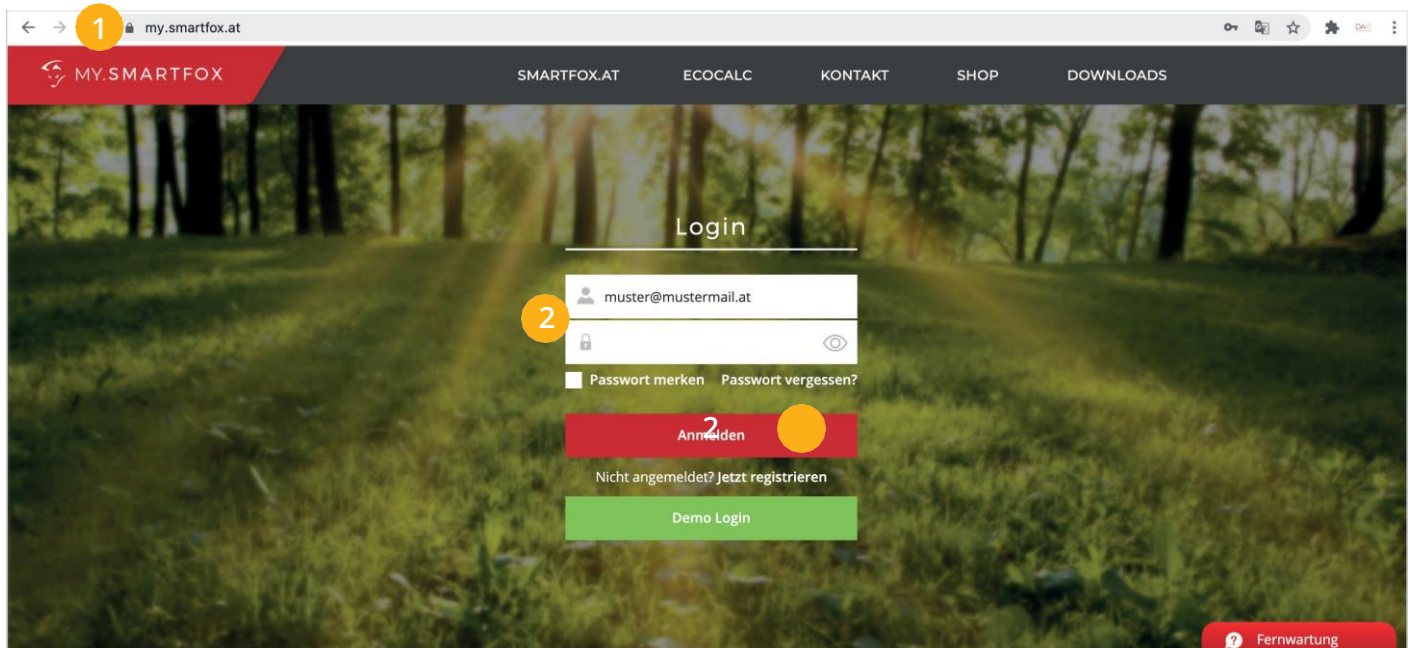 1
my.smartfox.at
MY.SMARTFOX
SMARTFOX.AT ECOCALC KONTAKT SHOP DOWNLOADS
Login
muster@mustermail.at
2
Passwort merken Passwort vergessen?
Anmelden
2
Nicht angemeldet? Jetzt registrieren
Demo Login
? Fernwartung